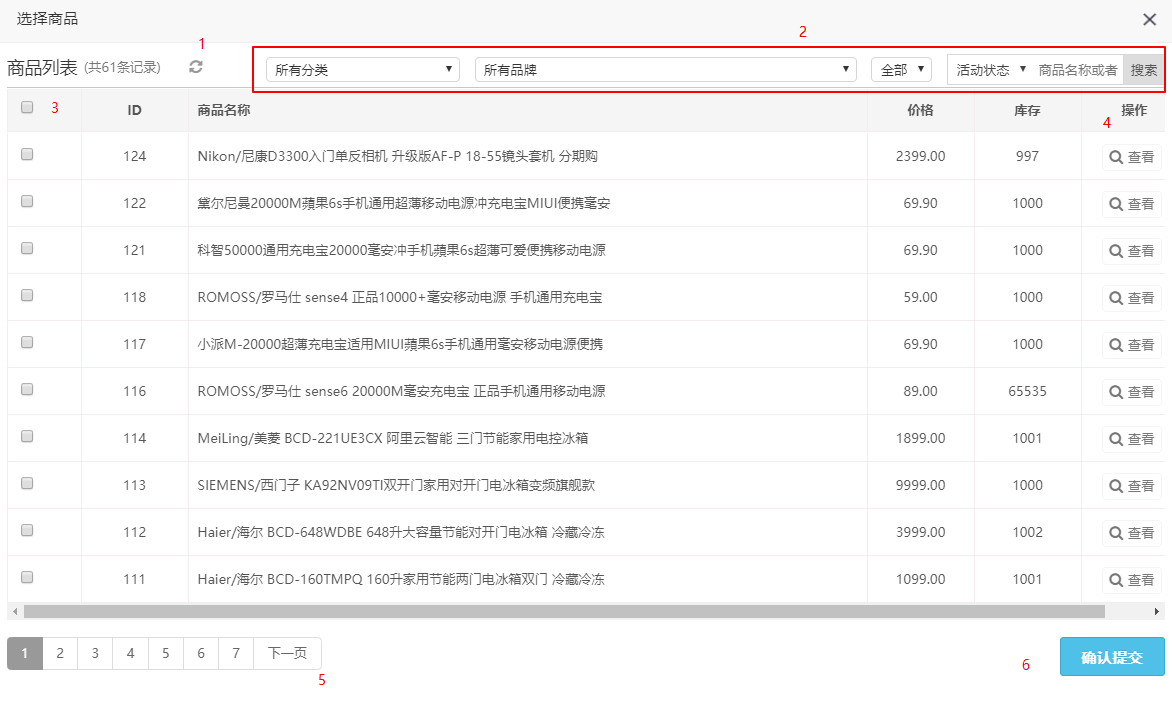 选择商品
1
2
商品列表 (共61条记录) 所有分类 所有品牌 全部 活动状态 商品名称或者 搜索
3 ID 商品名称 价格 库存 4 操作
124 Nikon/尼康D3300入门单反相机 升级版AF-P 18-55镜头套机 分期购 2399.00 997 查看
122 黛尔尼曼20000M蘋果6s手机通用超薄移动电源冲充电宝MIUI便携毫安 69.90 1000 查看
121 科智50000通用充电宝20000毫安冲手机蘋果6s超薄可爱便携移动电源 69.90 1000 查看
118 ROMOSS/罗马仕 sense4 正品10000+毫安移动电源 手机通用充电宝 59.00 1000 查看
117 小派M-20000超薄充电宝适用MIUI蘋果6s手机通用毫安移动电源便携 69.90 1000 查看
116 ROMOSS/罗马仕 sense6 20000M毫安充电宝 正品手机通用移动电源 89.00 65535 查看
114 MeiLing/美菱 BCD-221UE3CX 阿里云智能 三门节能家用电控冰箱 1899.00 1001 查看
113 SIEMENS/西门子 KA92NV09TI双开门家用对开门电冰箱变频旗舰款 9999.00 1000 查看
112 Haier/海尔 BCD-648WDBE 648升大容量节能对开门电冰箱 冷藏冷冻 3999.00 1002 查看
111 Haier/海尔 BCD-160TMPQ 160升家用节能两门电冰箱双门 冷藏冷冻 1099.00 1001 查看
1 2 3 4 5 6 7 下一页 6 确认提交
5